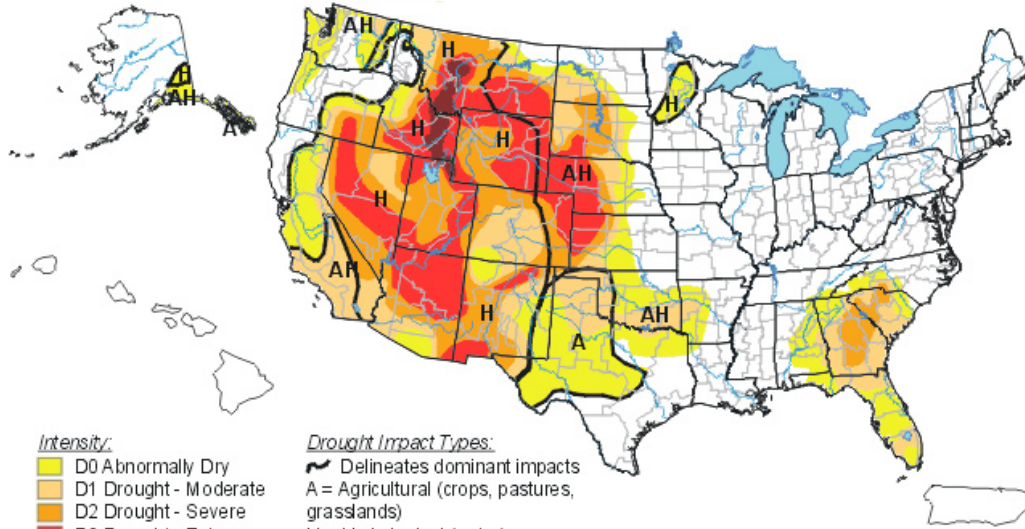 AH
H
H
AH
A
H
H
H
AH
H
AH
H
A
AH
Intensity:
D0 Abnormally Dry
D1 Drought - Moderate
D2 Drought - Severe
Drought Impact Types:
Delineates dominant impacts
A = Agricultural (crops, pastures,
grasslands)